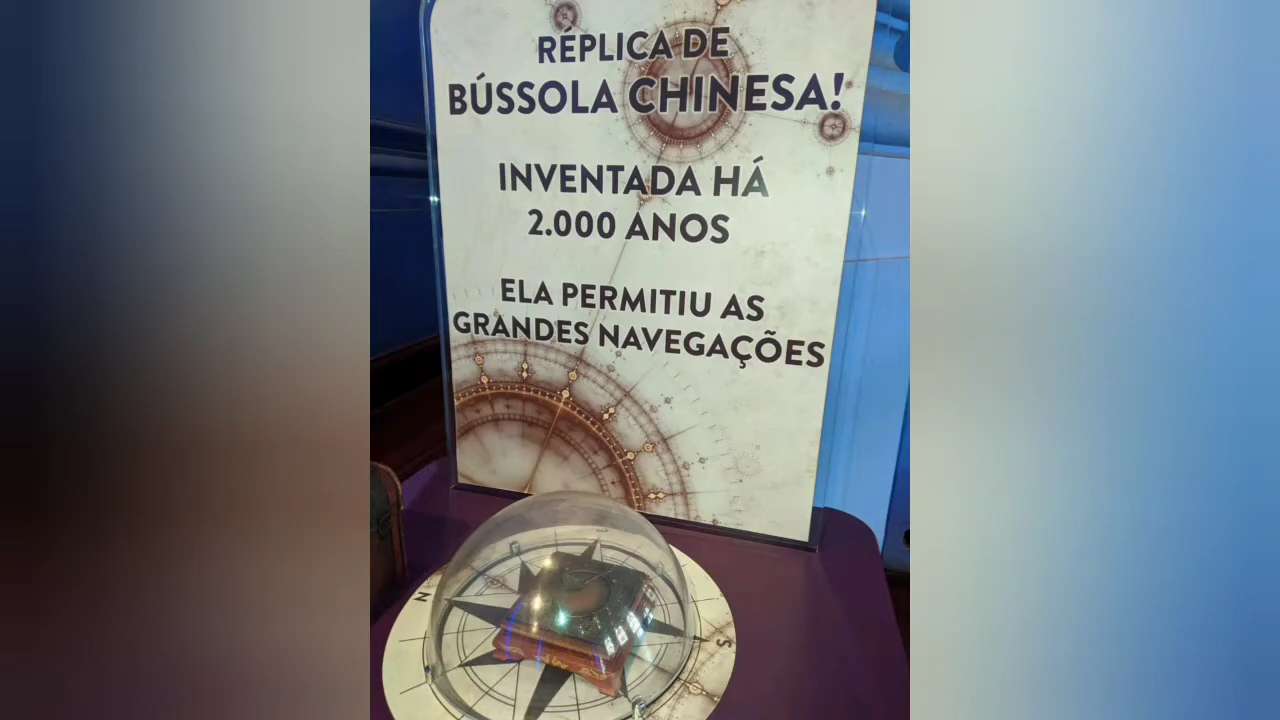 RÉPLICA DE
BÚSSOLA CHINESA!
INVENTADA HÁ
2.000 ANOS
ELA PERMITIU AS
GRANDES NAVEGAÇÕES
N
S